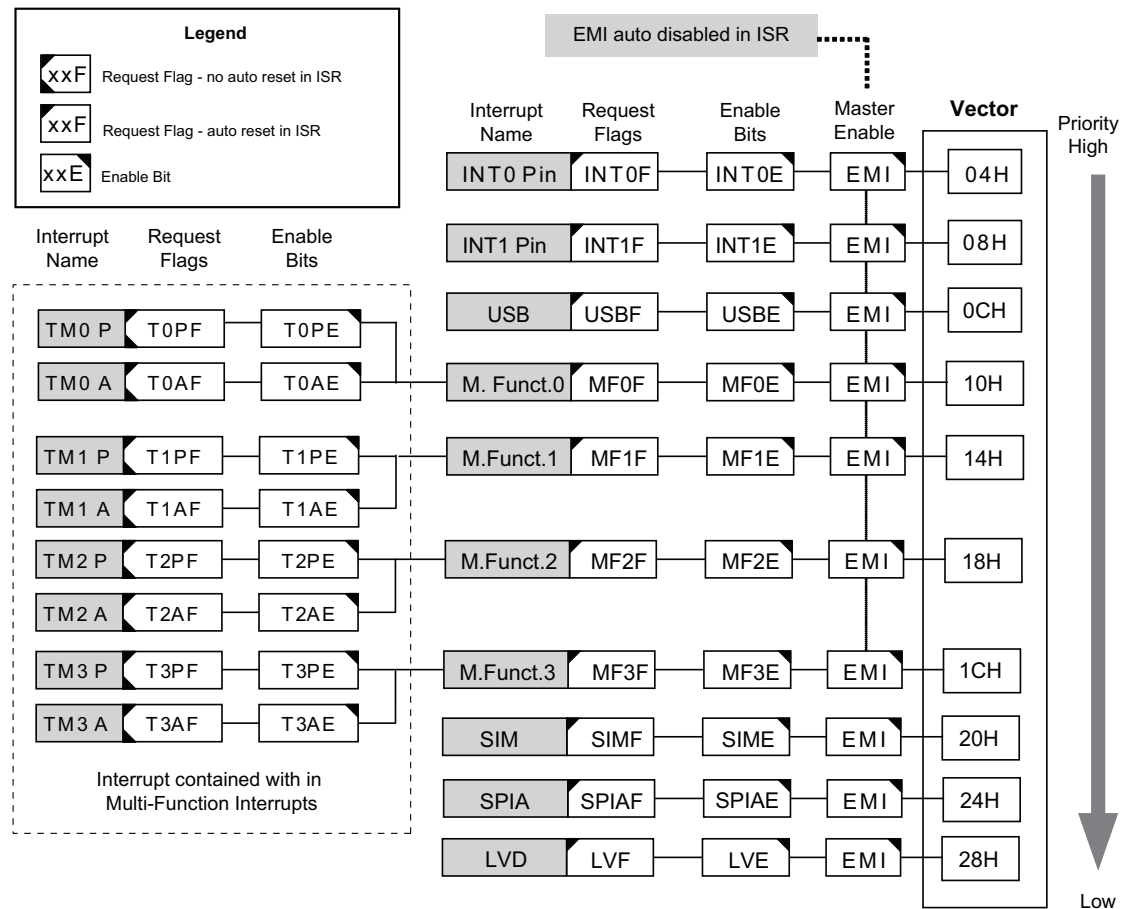 Legend
xxF Request Flag - no auto reset in ISR
xxF Request Flag - auto reset in ISR
xxE Enable Bit
EMI auto disabled in ISR
Interrupt Name Request Flags Enable Bits Master Enable Vector Priority High
INT0 Pin INT0F INT0E EMI 04H
INT1 Pin INT1F INT1E EMI 08H
USB USBF USBE EMI 0CH
M. Funct.0 MF0F MF0E EMI 10H
M.Funct.1 MF1F MF1E EMI 14H
M.Funct.2 MF2F MF2E EMI 18H
M.Funct.3 MF3F MF3E EMI 1CH
SIM SIMF SIME EMI 20H
SPIA SPIAF SPIAE EMI 24H
LVD LVF LVE EMI 28H
Low
Interrupt Name Request Flags Enable Bits
TM0 P T0PF T0PE
TM0 A T0AF T0AE
TM1 P T1PF T1PE
TM1 A T1AF T1AE
TM2 P T2PF T2PE
TM2 A T2AF T2AE
TM3 P T3PF T3PE
TM3 A T3AF T3AE
Interrupt contained with in
Multi-Function Interrupts